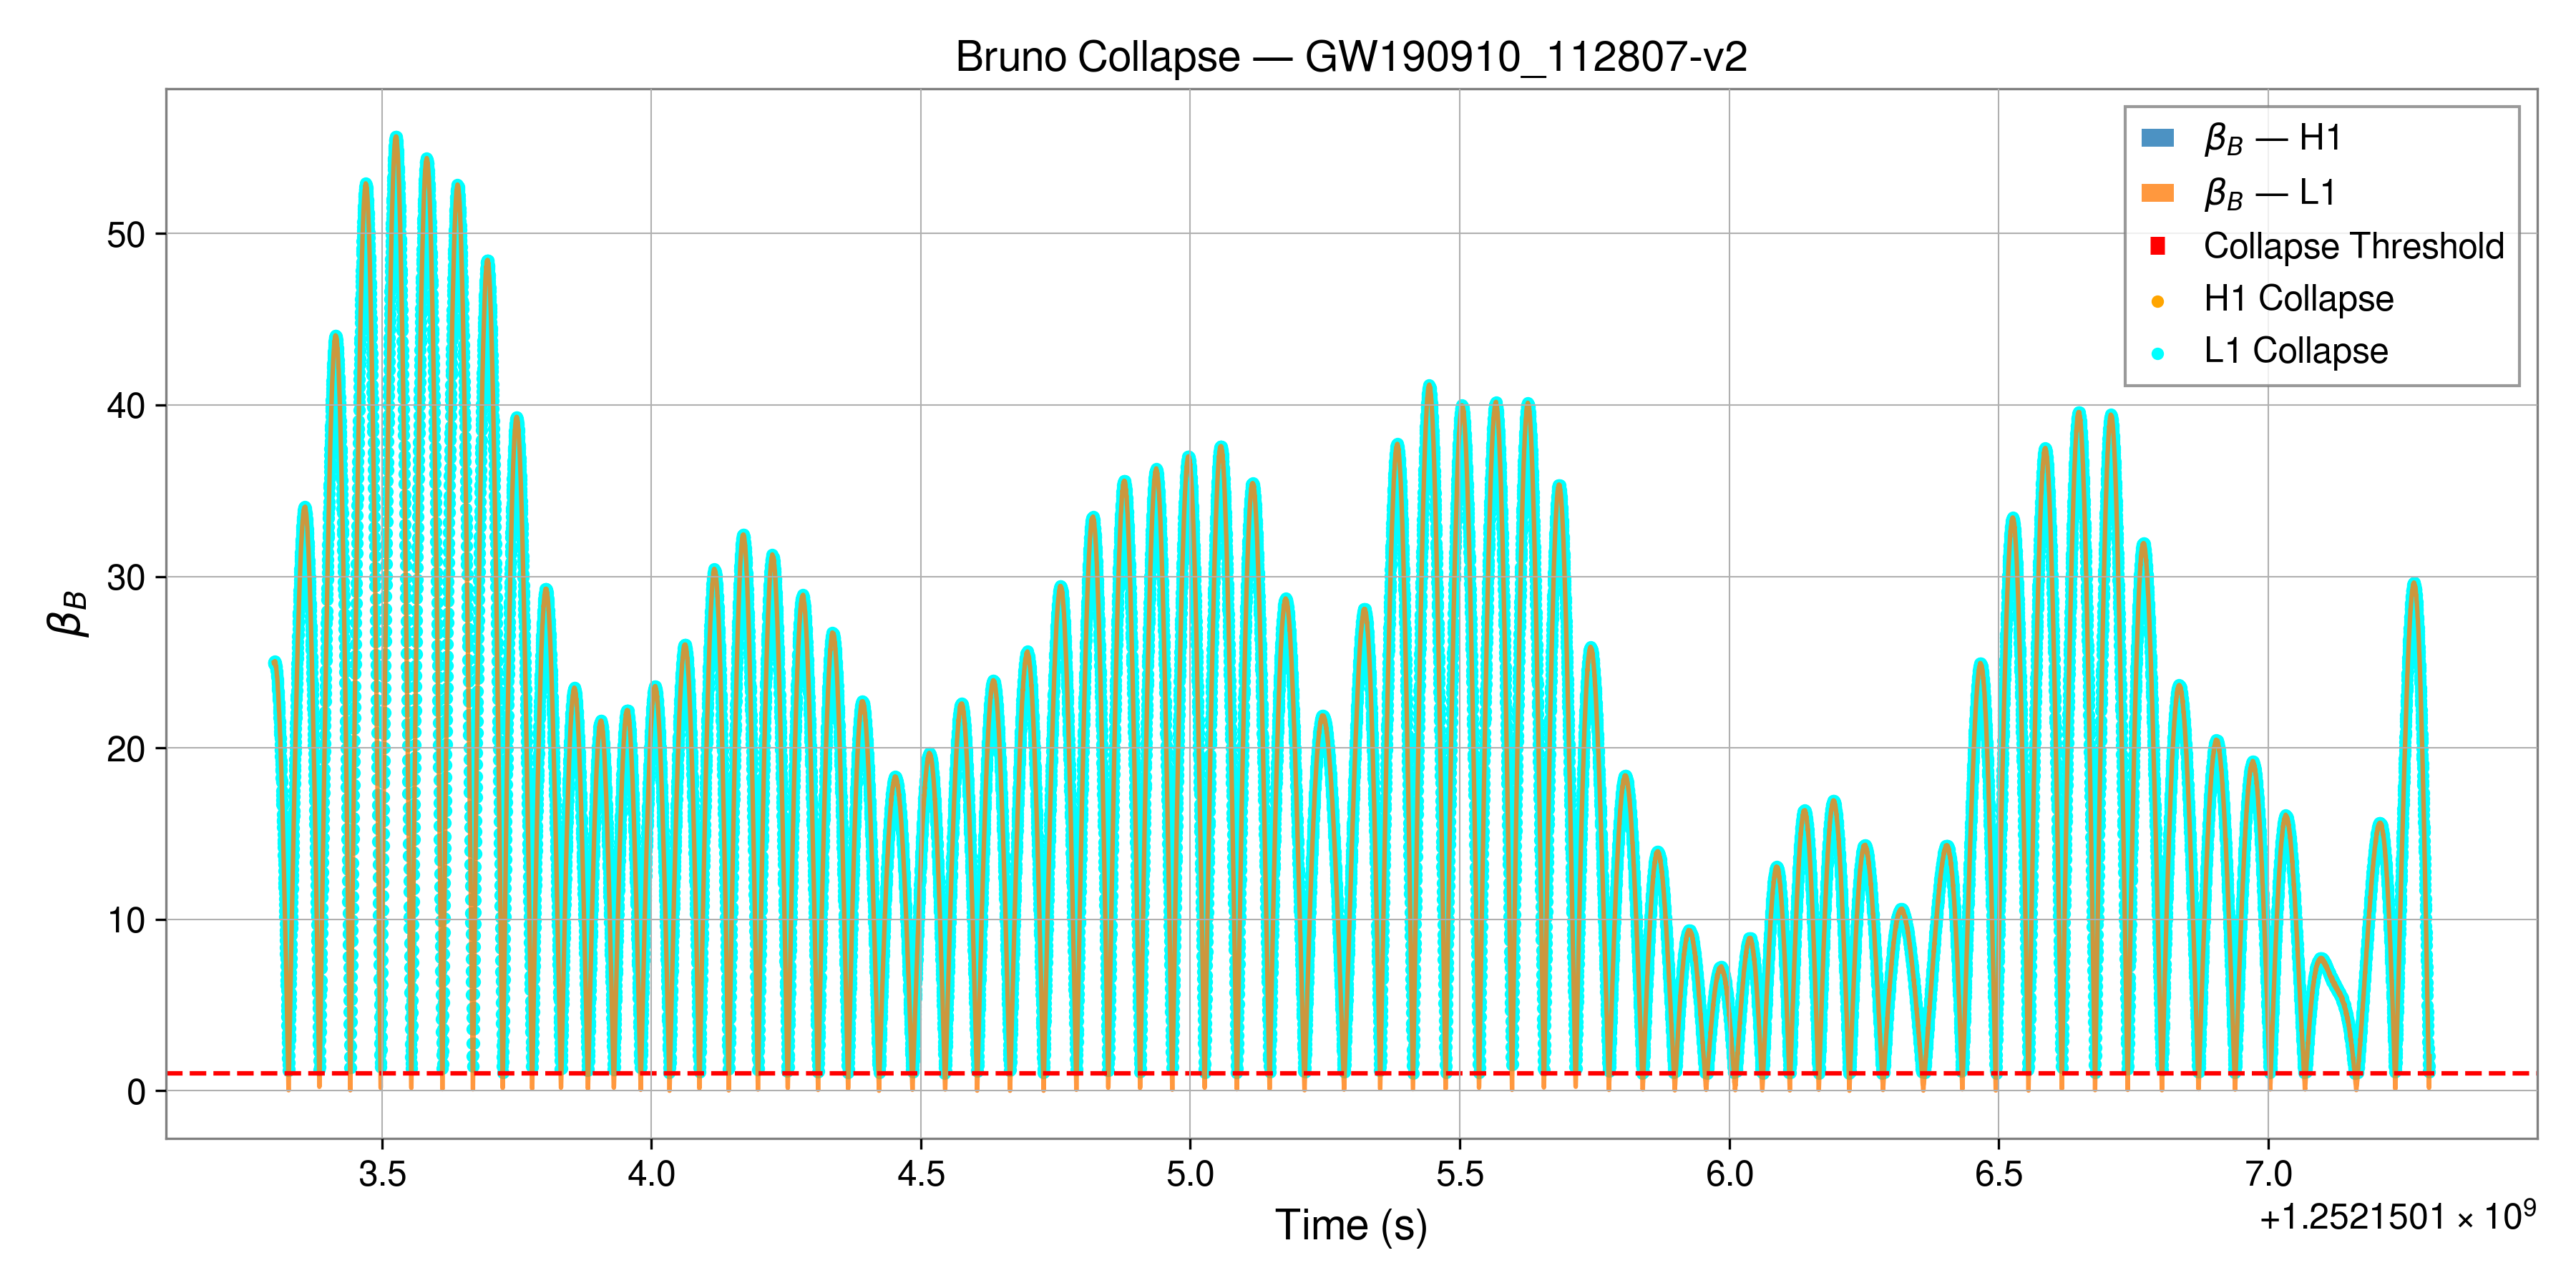 Bruno Collapse — GW190910_112807-v2
β_B — H1
β_B — L1
Collapse Threshold
H1 Collapse
L1 Collapse
50
40
30
20
10
0
β_B
3.5 4.0 4.5 5.0 5.5 6.0 6.5 7.0
+1.2521501 × 10⁹
Time (s)